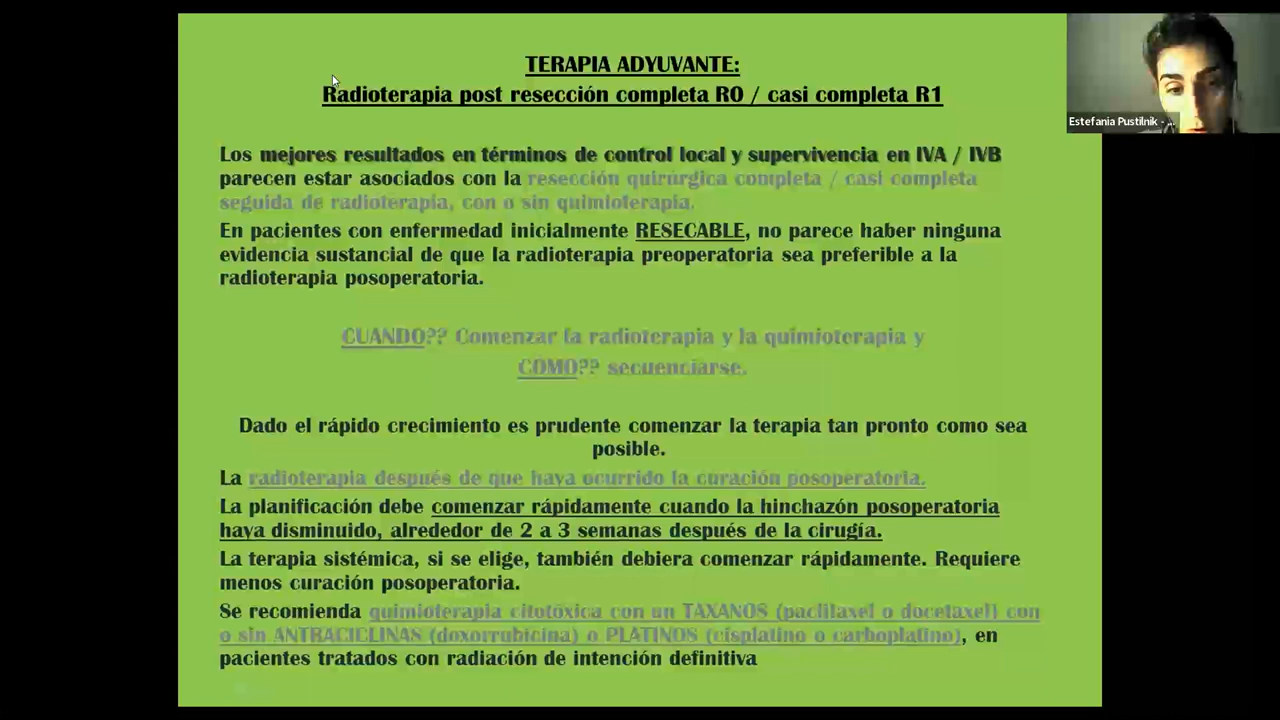 TERAPIA ADYUVANTE:
Radioterapia post resección completa R0 / casi completa R1
Estefania Pustilnik - ...
Los mejores resultados en términos de control local y supervivencia en IVA / IVB
parecen estar asociados con la resección quirúrgica completa / casi completa
seguida de radioterapia, con o sin quimioterapia.
En pacientes con enfermedad inicialmente RESECABLE, no parece haber ninguna
evidencia sustancial de que la radioterapia preoperatoria sea preferible a la
radioterapia posoperatoria.
CUANDO?? Comenzar la radioterapia y la quimioterapia y
COMO?? secuenciarse.
Dado el rápido crecimiento es prudente comenzar la terapia tan pronto como sea
posible.
La radioterapia después de que haya ocurrido la curación posoperatoria.
La planificación debe comenzar rápidamente cuando la hinchazón posoperatoria
haya disminuido, alrededor de 2 a 3 semanas después de la cirugía.
La terapia sistémica, si se elige, también debiera comenzar rápidamente. Requiere
menos curación posoperatoria.
Se recomienda quimioterapia citotóxica con un TAXANOS (paclitaxel o docetaxel) con
o sin ANTRACICLINAS (doxorrubicina) o PLATINOS (cisplatino o carboplatino), en
pacientes tratados con radiación de intención definitiva